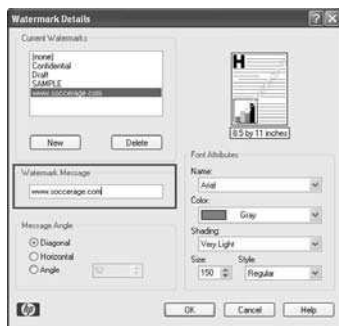 Watermark Details
Current Watermarks
[none]
Confidential
Draft
SAMPLE
www.soccerage.com
New
Delete
8.5 by 11 inches
Watermark Message
www.soccerage.com
Font Attributes
Name:
Arial
Color:
Gray
Shading:
Very Light
Size:
Style:
150
Regular
Message Angle
Diagonal
Horizontal
Angle
52
OK
Cancel
Help
hp